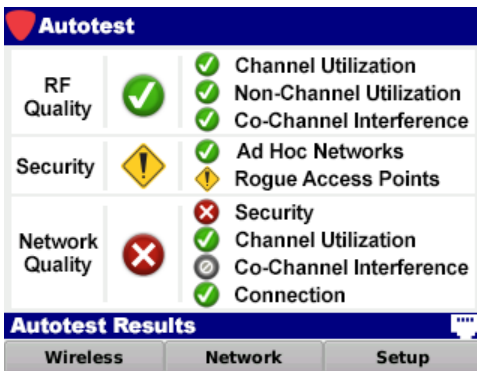 Autotest
RF
Quality
Channel Utilization
Non-Channel Utilization
Co-Channel Interference
Security
Ad Hoc Networks
Rogue Access Points
Network
Quality
Security
Channel Utilization
Co-Channel Interference
Connection
Autotest Results
Wireless
Network
Setup